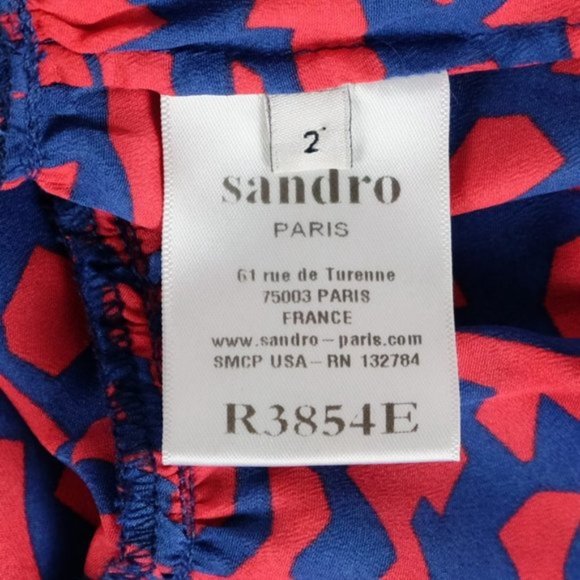 2
sandro
PARIS
61 rue de Turenne
75003 PARIS
FRANCE
www.sandro-paris.com
SMCP USA-RN 132784
R3854E